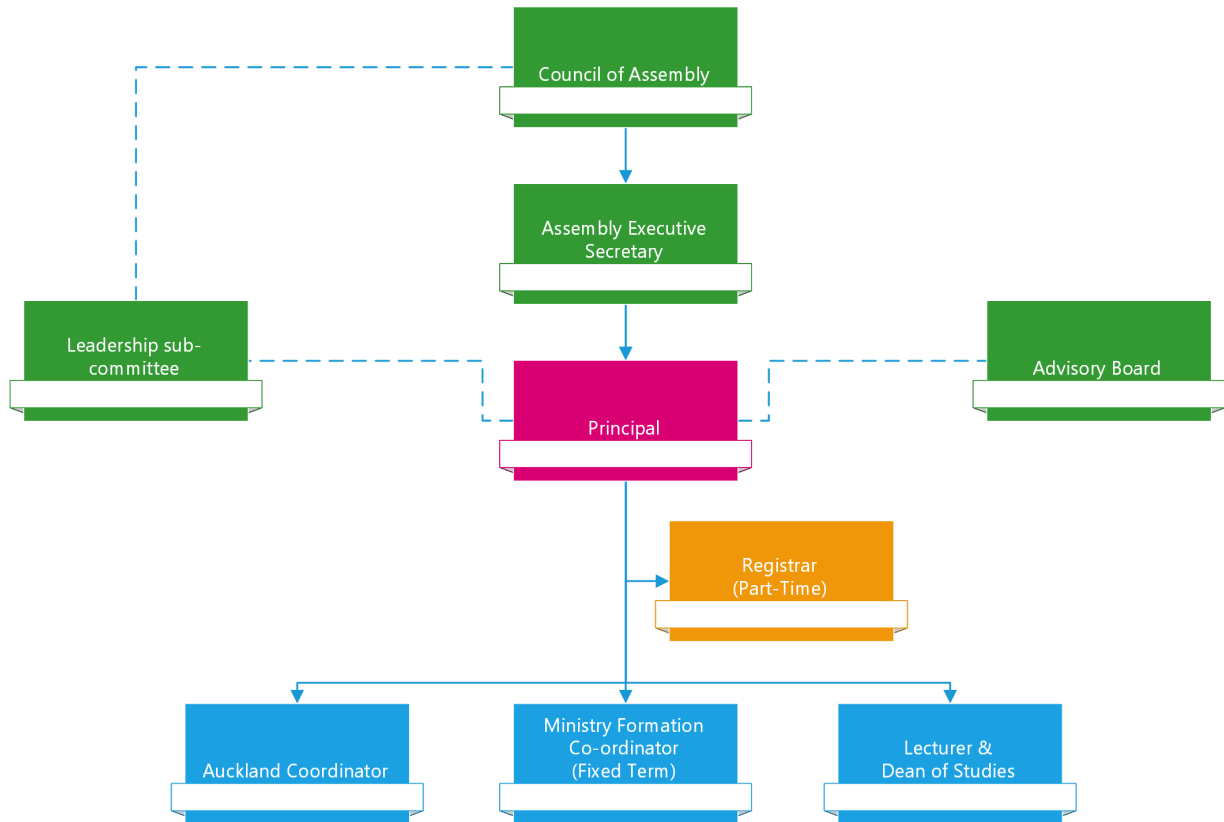 Council of Assembly
Assembly Executive
Secretary
Leadership sub-
committee
Advisory Board
Principal
Registrar
(Part-Time)
Auckland Coordinator
Ministry Formation
Co-ordinator
(Fixed Term)
Lecturer &
Dean of Studies